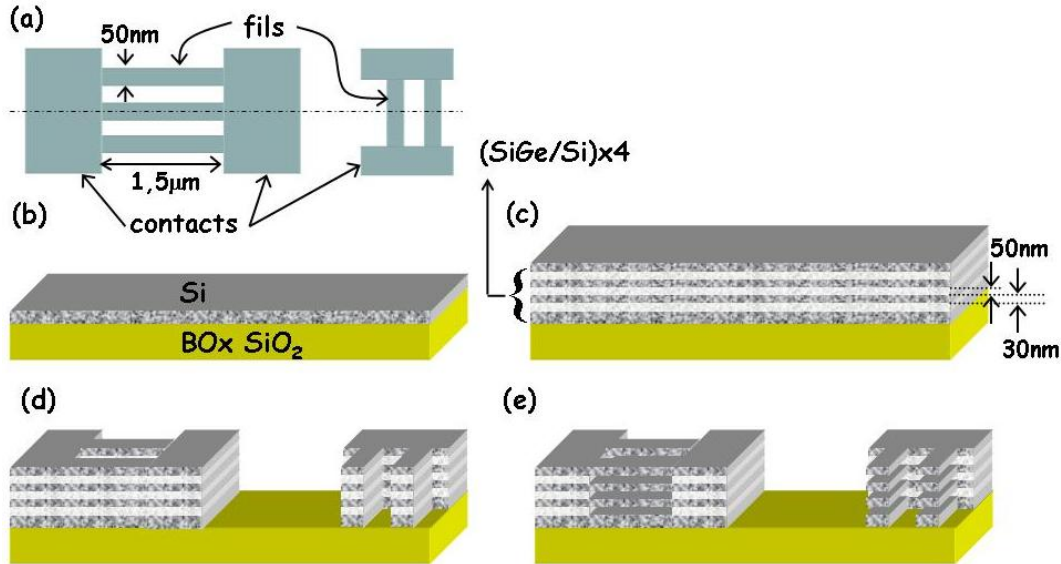 (a)
50nm
fils
1,5µm
contacts
(SiGe/Si)x4
(b)
Si
BOx SiO₂
(c)
50nm
30nm
(d)
(e)